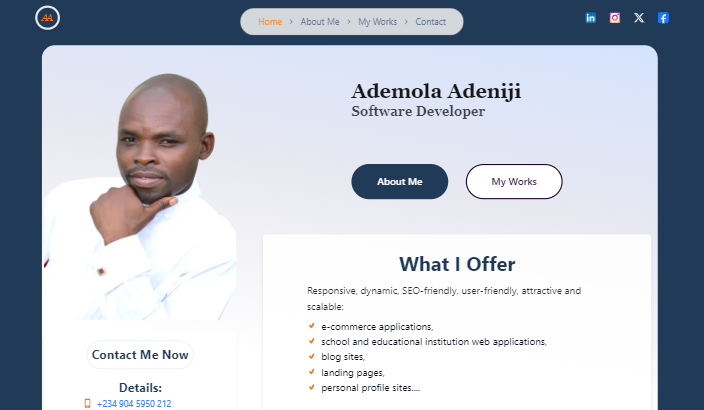 AA
Home > About Me > My Works > Contact
Ademola Adeniji
Software Developer
About Me
My Works
What I Offer
Responsive, dynamic, SEO-friendly, user-friendly, attractive and
scalable:
e-commerce applications,
school and educational institution web applications,
blog sites,
landing pages,
personal profile sites....
Contact Me Now
Details:
+234 904 5950 212